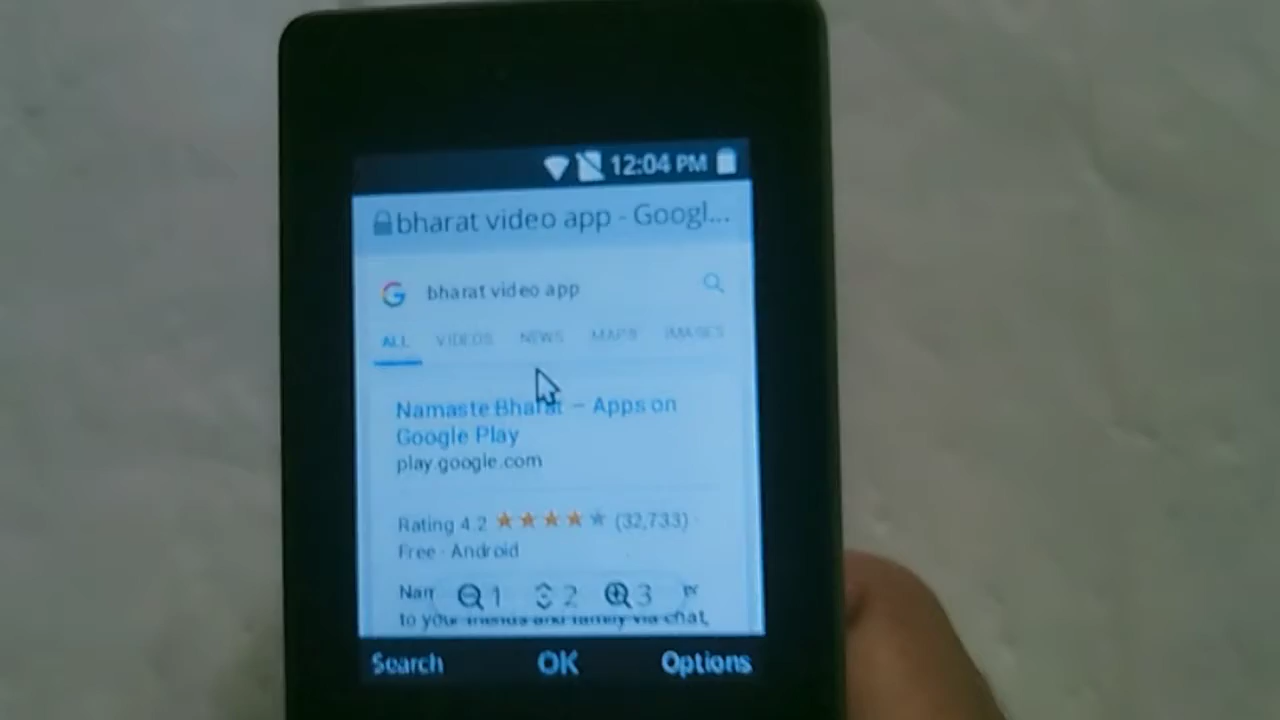 12:04 PM
bharat video app - Googl...
bharat video app
ALL VIDEOS NEWS MAPS IMAGES
Namaste Bharat – Apps on
Google Play
play.google.com
Rating 4.2 (32,733)
Free · Android
Nam
1 2 3
to your friends and family via chat,
Search OK Options